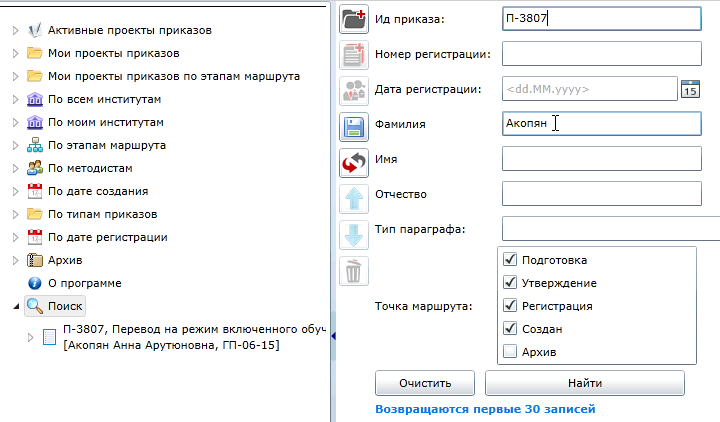 Активные проекты приказов
Мои проекты приказов
Мои проекты приказов по этапам маршрута
По всем институтам
По моим институтам
По этапам маршрута
По методистам
По дате создания
По типам приказов
По дате регистрации
Архив
О программе
Поиск
П-3807, Перевод на режим включенного обуч
[Акопян Анна Арутюновна, ГП-06-15]
Ид приказа: П-3807
Номер регистрации:
Дата регистрации: <dd.MM.yyyy> 15
Фамилия Акопян
Имя
Отчество
Тип параграфа:
Точка маршрута:
Подготовка
Утверждение
Регистрация
Создан
Архив
Очистить Найти
Возвращаются первые 30 записей